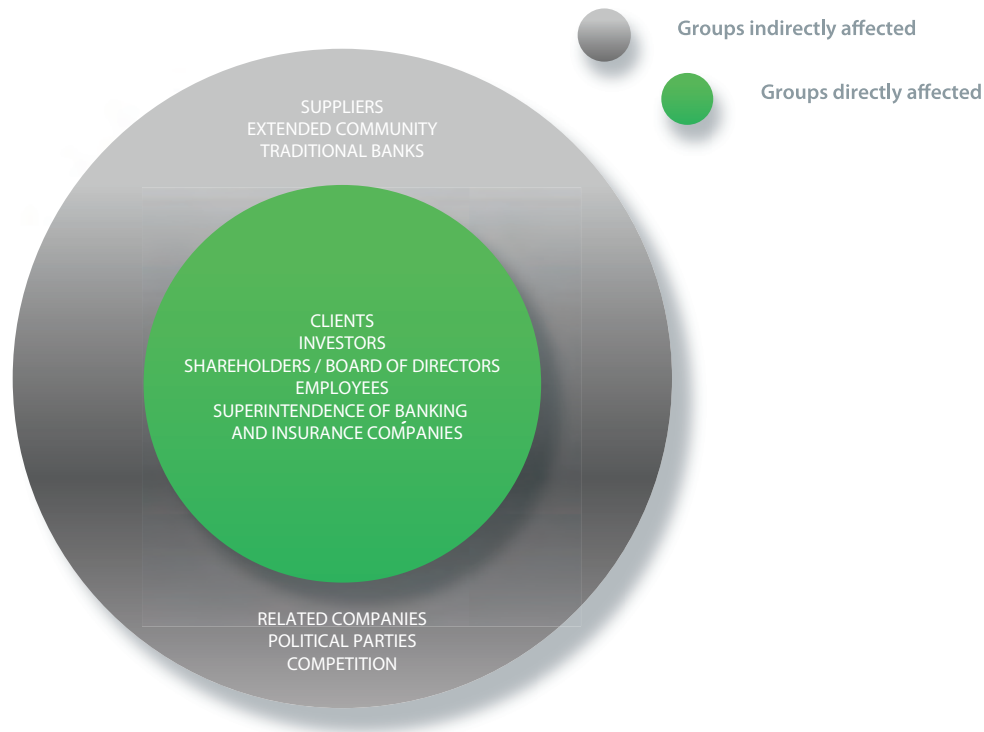 Groups indirectly affected
Groups directly affected
SUPPLIERS
EXTENDED COMMUNITY
TRADITIONAL BANKS
CLIENTS
INVESTORS
SHAREHOLDERS / BOARD OF DIRECTORS
EMPLOYEES
SUPERINTENDENCE OF BANKING
AND INSURANCE COMPANIES
RELATED COMPANIES
POLITICAL PARTIES
COMPETITION